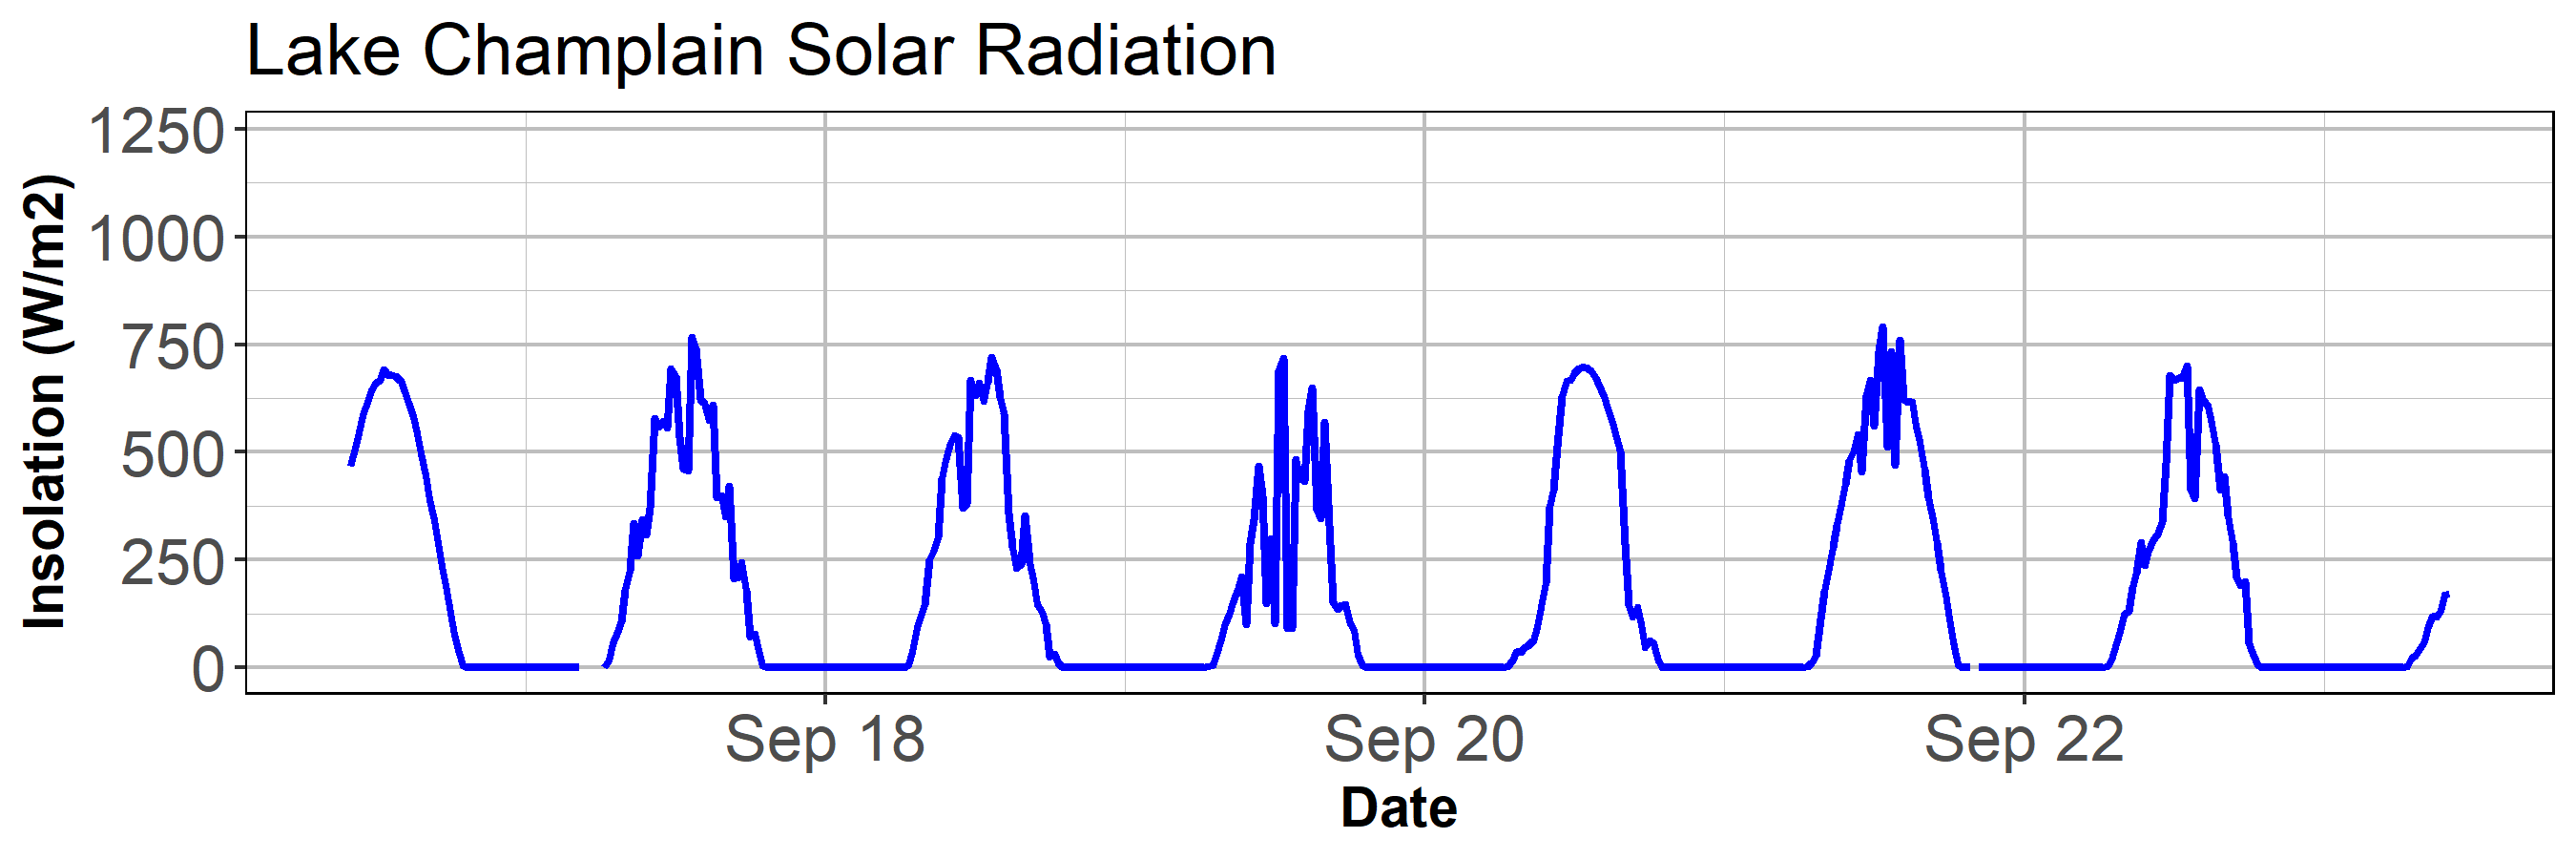 Lake Champlain Solar Radiation
1250
1000
750
500
250
0
Insolation (W/m2)
Sep 18
Sep 20
Sep 22
Date